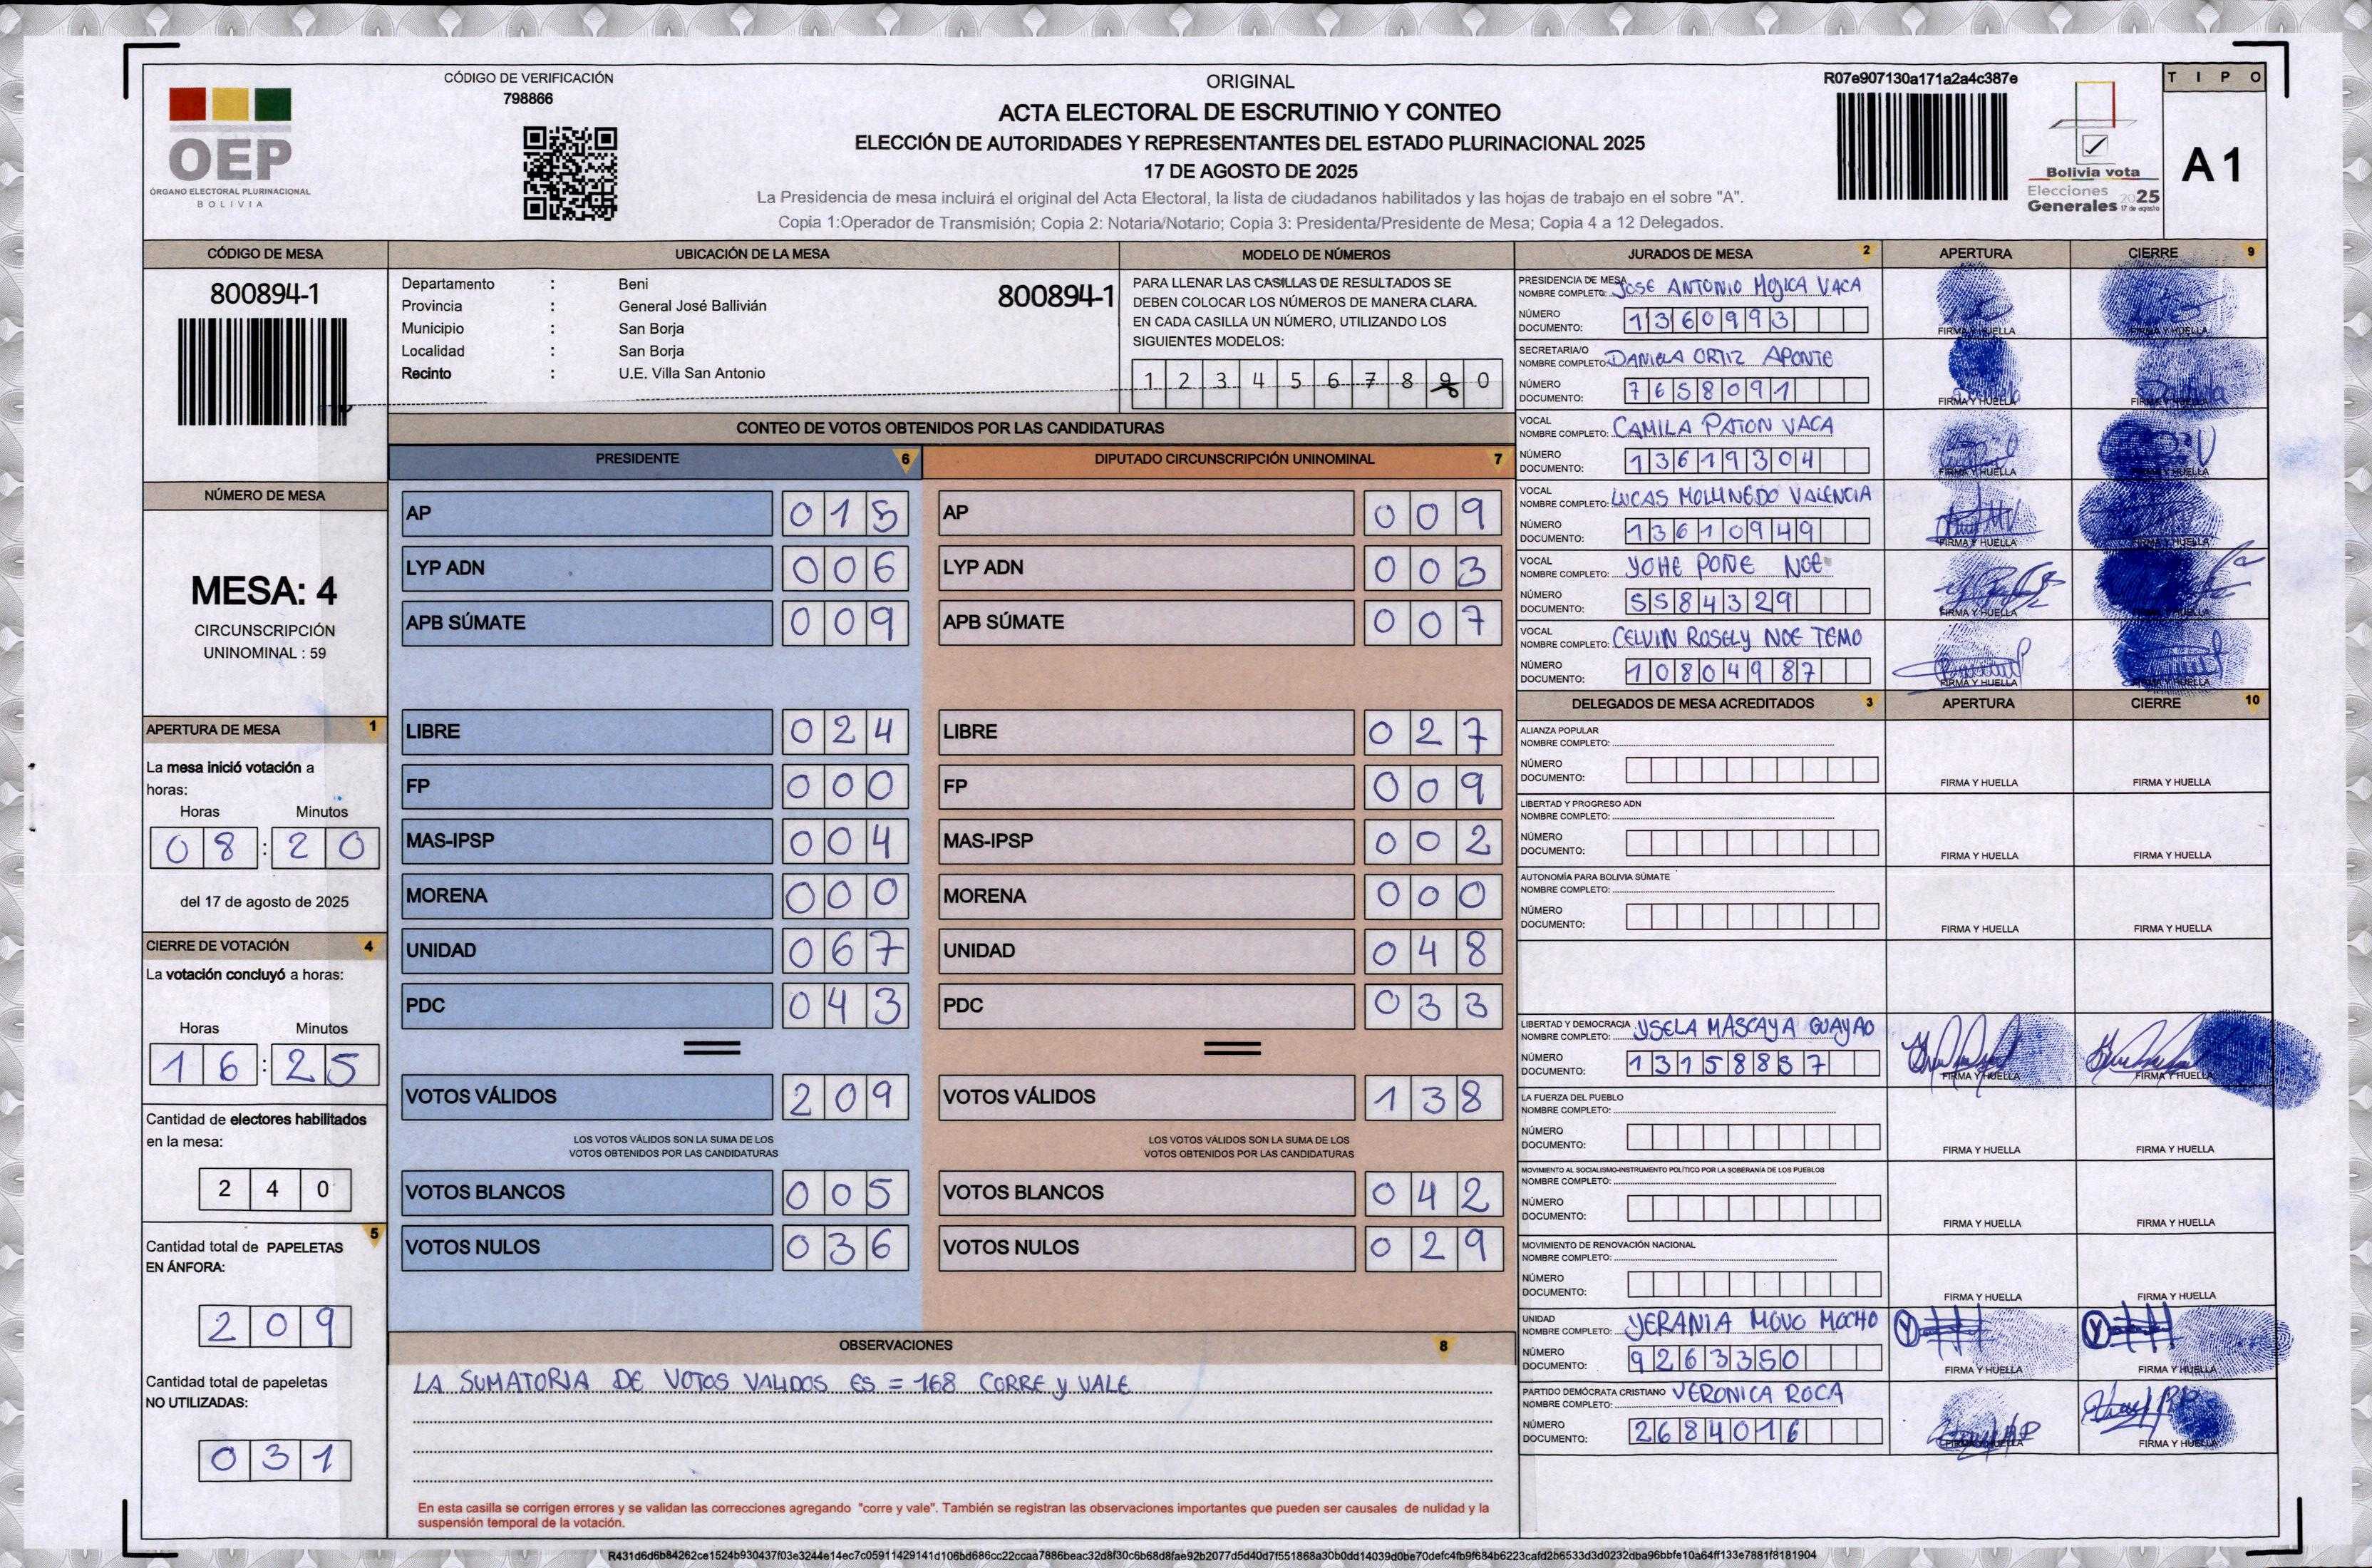 CÓDIGO DE VERIFICACIÓN
798866
OEP
ÓRGANO ELECTORAL PLURINACIONAL
BOLIVIA
ORIGINAL
ACTA ELECTORAL DE ESCRUTINIO Y CONTEO
ELECCIÓN DE AUTORIDADES Y REPRESENTANTES DEL ESTADO PLURINACIONAL 2025
17 DE AGOSTO DE 2025
La Presidencia de mesa incluirá el original del Acta Electoral, la lista de ciudadanos habilitados y las hojas de trabajo en el sobre "A".
Copia 1:Operador de Transmisión; Copia 2: Notaria/Notario; Copia 3: Presidenta/Presidente de Mesa; Copia 4 a 12 Delegados.
R07e907130a171a2a4c387e
Bolivia vota
Elecciones
Generales 2025
17 de agosto
TIPO
A 1
CÓDIGO DE MESA
800894-1
NÚMERO DE MESA
MESA: 4
CIRCUNSCRIPCIÓN
UNINOMINAL : 59
APERTURA DE MESA 1
La mesa inició votación a
horas:
Horas Minutos
08 : 20
del 17 de agosto de 2025
CIERRE DE VOTACIÓN 4
La votación concluyó a horas:
Horas Minutos
16 : 25
Cantidad de electores habilitados
en la mesa:
240
5
Cantidad total de PAPELETAS
EN ÁNFORA:
209
Cantidad total de papeletas
NO UTILIZADAS:
031
UBICACIÓN DE LA MESA
Departamento : Beni
800894-1
Provincia : General José Ballivián
Municipio : San Borja
Localidad : San Borja
Recinto : U.E. Villa San Antonio
MODELO DE NÚMEROS
PARA LLENAR LAS CASILLAS DE RESULTADOS SE
DEBEN COLOCAR LOS NÚMEROS DE MANERA CLARA.
EN CADA CASILLA UN NÚMERO, UTILIZANDO LOS
SIGUIENTES MODELOS:
1 2 3 4 5 6 7 8 9 0
CONTEO DE VOTOS OBTENIDOS POR LAS CANDIDATURAS
PRESIDENTE 6
AP 015
LYP ADN 006
APB SÚMATE 009
LIBRE 024
FP 000
MAS-IPSP 004
MORENA 000
UNIDAD 067
PDC 043
VOTOS VÁLIDOS 209
LOS VOTOS VÁLIDOS SON LA SUMA DE LOS
VOTOS OBTENIDOS POR LAS CANDIDATURAS
VOTOS BLANCOS 005
VOTOS NULOS 036
DIPUTADO CIRCUNSCRIPCIÓN UNINOMINAL 7
AP 009
LYP ADN 003
APB SÚMATE 007
LIBRE 027
FP 009
MAS-IPSP 002
MORENA 000
UNIDAD 048
PDC 033
VOTOS VÁLIDOS 138
LOS VOTOS VÁLIDOS SON LA SUMA DE LOS
VOTOS OBTENIDOS POR LAS CANDIDATURAS
VOTOS BLANCOS 042
VOTOS NULOS 029
OBSERVACIONES 8
LA SUMATORIA DE VOTOS VALIDOS ES = 168 CORRE y VALE
En esta casilla se corrigen errores y se validan las correcciones agregando "corre y vale". También se registran las observaciones importantes que pueden ser causales de nulidad y la
suspensión temporal de la votación.
JURADOS DE MESA 2 APERTURA CIERRE 9
PRESIDENCIA DE MESA
NOMBRE COMPLETO: JOSE ANTONIO MOJICA VACA
NÚMERO
DOCUMENTO: 1360993
FIRMA Y HUELLA FIRMA Y HUELLA
SECRETARIA/O
NOMBRE COMPLETO: DANIELA ORTIZ APONTE
NÚMERO
DOCUMENTO: 7658091
FIRMA Y HUELLA FIRMA Y HUELLA
VOCAL
NOMBRE COMPLETO: CAMILA PATON VACA
NÚMERO
DOCUMENTO: 13619304
FIRMA Y HUELLA FIRMA Y HUELLA
VOCAL
NOMBRE COMPLETO: LUCAS MOLLINEDO VALENCIA
NÚMERO
DOCUMENTO: 13610949
FIRMA Y HUELLA FIRMA Y HUELLA
VOCAL
NOMBRE COMPLETO: YOHE NOE
NÚMERO
DOCUMENTO: 5584329
FIRMA Y HUELLA FIRMA Y HUELLA
VOCAL
NOMBRE COMPLETO: CELVIN ROSELY NOE TEMO
NÚMERO
DOCUMENTO: 10804987
FIRMA Y HUELLA FIRMA Y HUELLA
DELEGADOS DE MESA ACREDITADOS 3 APERTURA CIERRE 10
ALIANZA POPULAR
NOMBRE COMPLETO:
NÚMERO
DOCUMENTO:
FIRMA Y HUELLA FIRMA Y HUELLA
LIBERTAD Y PROGRESO ADN
NOMBRE COMPLETO:
NÚMERO
DOCUMENTO:
FIRMA Y HUELLA FIRMA Y HUELLA
AUTONOMÍA PARA BOLIVIA SÚMATE
NOMBRE COMPLETO:
NÚMERO
DOCUMENTO:
FIRMA Y HUELLA FIRMA Y HUELLA
LIBERTAD Y DEMOCRACIA
NOMBRE COMPLETO: YSELA MASCAYA GUAYAO
NÚMERO
DOCUMENTO: 13158857
FIRMA Y HUELLA FIRMA Y HUELLA
LA FUERZA DEL PUEBLO
NOMBRE COMPLETO:
NÚMERO
DOCUMENTO:
FIRMA Y HUELLA FIRMA Y HUELLA
MOVIMIENTO AL SOCIALISMO-INSTRUMENTO POLÍTICO POR LA SOBERANÍA DE LOS PUEBLOS
NOMBRE COMPLETO:
NÚMERO
DOCUMENTO:
FIRMA Y HUELLA FIRMA Y HUELLA
MOVIMIENTO DE RENOVACIÓN NACIONAL
NOMBRE COMPLETO:
NÚMERO
DOCUMENTO:
FIRMA Y HUELLA FIRMA Y HUELLA
UNIDAD
NOMBRE COMPLETO: YERANIA MOVO MOCHO
NÚMERO
DOCUMENTO: 9263350
FIRMA Y HUELLA FIRMA Y HUELLA
PARTIDO DEMÓCRATA CRISTIANO
NOMBRE COMPLETO: VERONICA ROCA
NÚMERO
DOCUMENTO: 2684016
FIRMA Y HUELLA FIRMA Y HUELLA